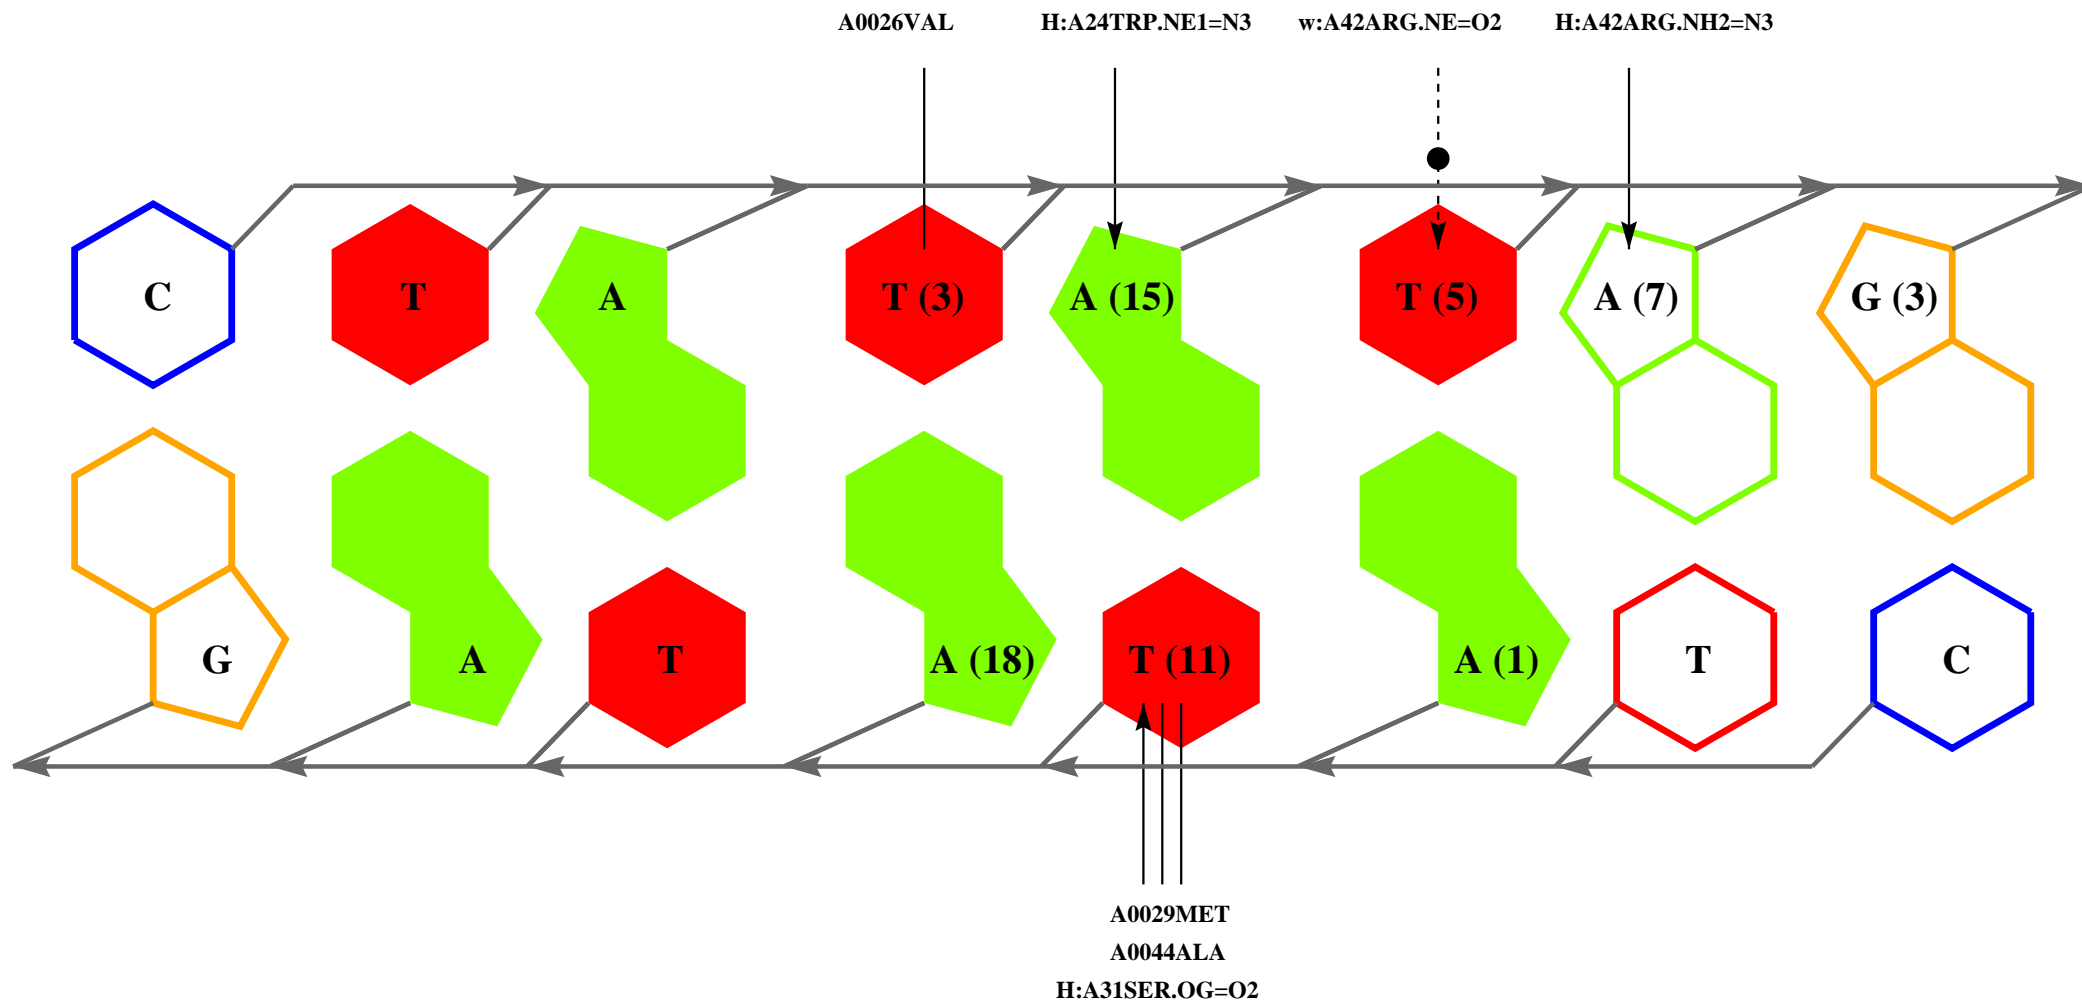 A0026VAL H:A24TRP.NE1=N3 w:A42ARG.NE=O2 H:A42ARG.NH2=N3
C T A T (3) A (15) T (5) A (7) G (3)
G A T A (18) T (11) A (1) T C
A0029MET
A0044ALA
H:A31SER.OG=O2